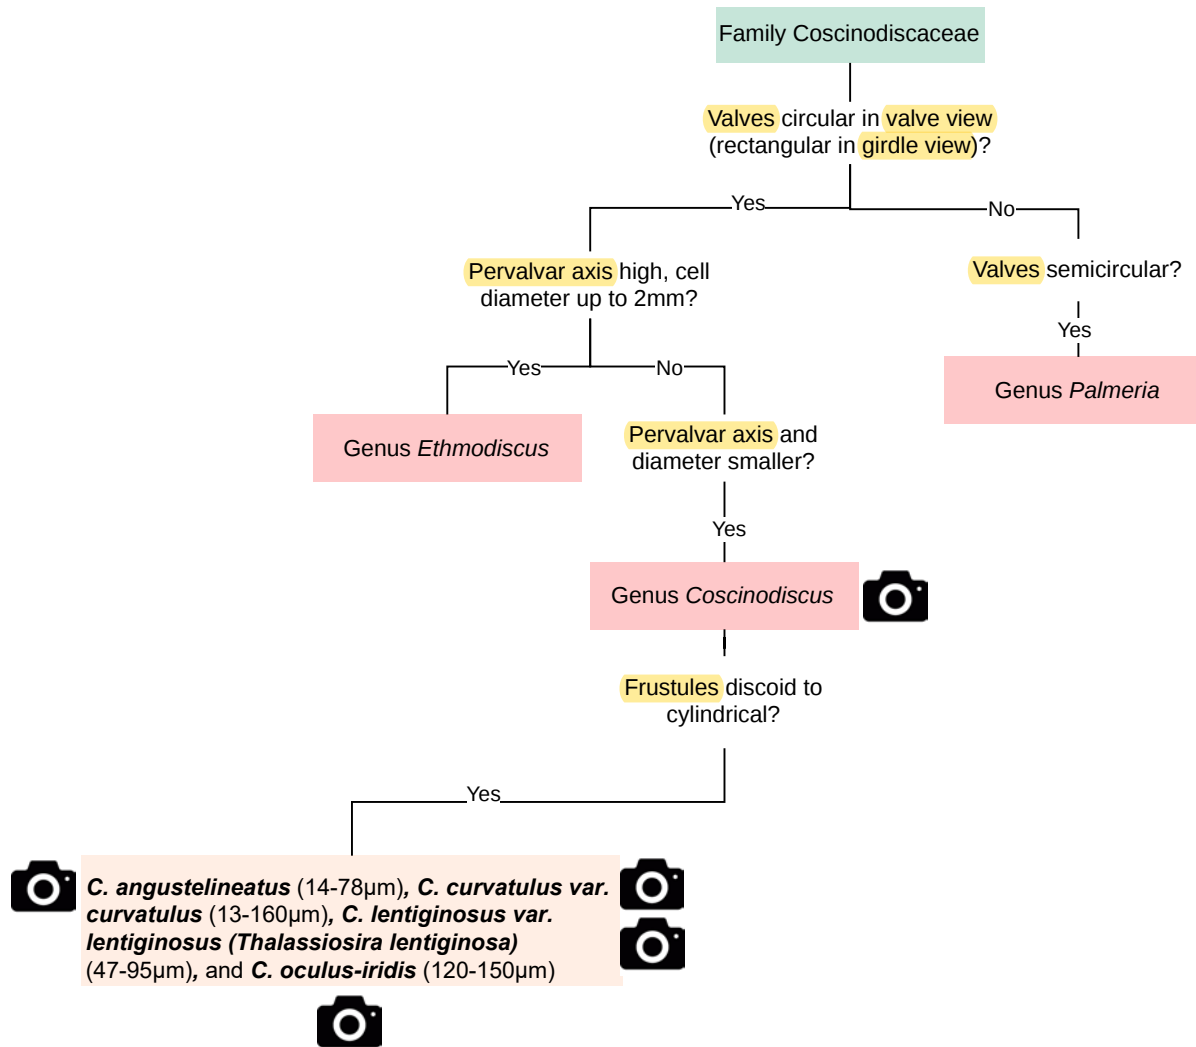 Family Coscinodiscaceae
Valves circular in valve view
(rectangular in girdle view)?
Yes
No
Pervalvar axis high, cell
diameter up to 2mm?
Valves semicircular?
Yes
Yes
No
Genus Palmeria
Genus Ethmodiscus
Pervalvar axis and
diameter smaller?
Yes
Genus Coscinodiscus
Frustules discoid to
cylindrical?
Yes
C. angustelineatus (14-78µm), C. curvatulus var.
curvatulus (13-160µm), C. lentiginosus var.
lentiginosus (Thalassiosira lentiginosa)
(47-95µm), and C. oculus-iridis (120-150µm)